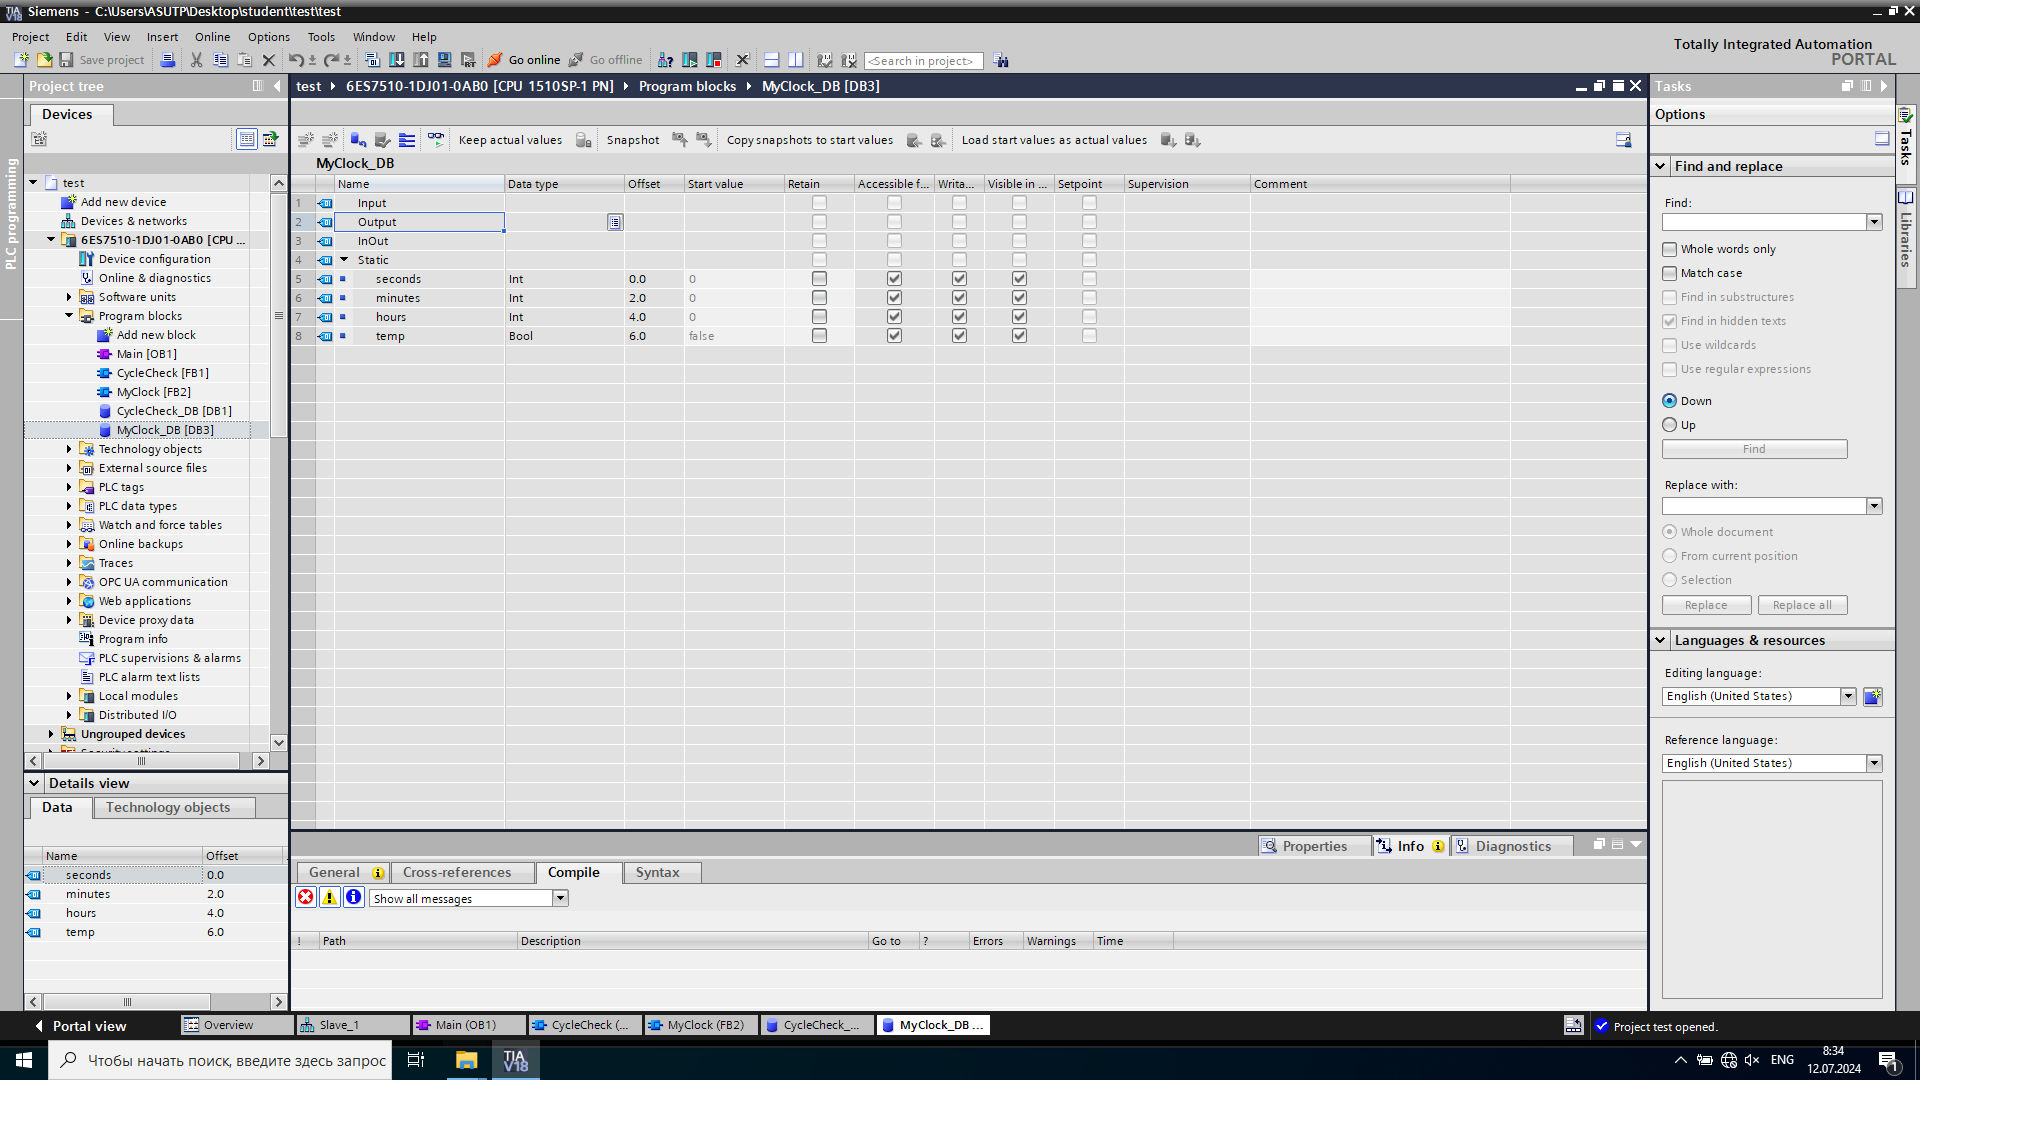 Siemens - C:\Users\ASUTP\Desktop\student\test\test
Project Edit View Insert Online Options Tools Window Help
Totally Integrated Automation
PORTAL
Save project Go online Go offline <Search in project>
Project tree
test 6ES7510-1DJ01-0AB0 [CPU 1510SP-1 PN] Program blocks MyClock_DB [DB3]
Tasks
Devices
Options
Keep actual values Snapshot Copy snapshots to start values Load start values as actual values
PLC programming
Tasks
Libraries
MyClock_DB
Name Data type Offset Start value Retain Accessible f... Writa... Visible in ... Setpoint Supervision Comment
1 Input
2 Output
3 InOut
4 Static
5 seconds Int 0.0 0
6 minutes Int 2.0 0
7 hours Int 4.0 0
8 temp Bool 6.0 false
test
Add new device
Devices & networks
6ES7510-1DJ01-0AB0 [CPU ...
Device configuration
Online & diagnostics
Software units
Program blocks
Add new block
Main [OB1]
CycleCheck [FB1]
MyClock [FB2]
CycleCheck_DB [DB1]
MyClock_DB [DB3]
Technology objects
External source files
PLC tags
PLC data types
Watch and force tables
Online backups
Traces
OPC UA communication
Web applications
Device proxy data
Program info
PLC supervisions & alarms
PLC alarm text lists
Local modules
Distributed I/O
Ungrouped devices
Security settings
Find and replace
Find:
Whole words only
Match case
Find in substructures
Find in hidden texts
Use wildcards
Use regular expressions
Down
Up
Find
Replace with:
Whole document
From current position
Selection
Replace Replace all
Languages & resources
Editing language:
English (United States)
Reference language:
English (United States)
Details view
Data Technology objects
Name Offset
seconds 0.0
minutes 2.0
hours 4.0
temp 6.0
Properties Info Diagnostics
General Cross-references Compile Syntax
Show all messages
! Path Description Go to ? Errors Warnings Time
Portal view Overview Slave_1 Main (OB1) CycleCheck (... MyClock (FB2) CycleCheck_... MyClock_DB ... Project test opened.
Чтобы начать поиск, введите здесь запрос
TIA
V18
ENG
8:34
12.07.2024
1